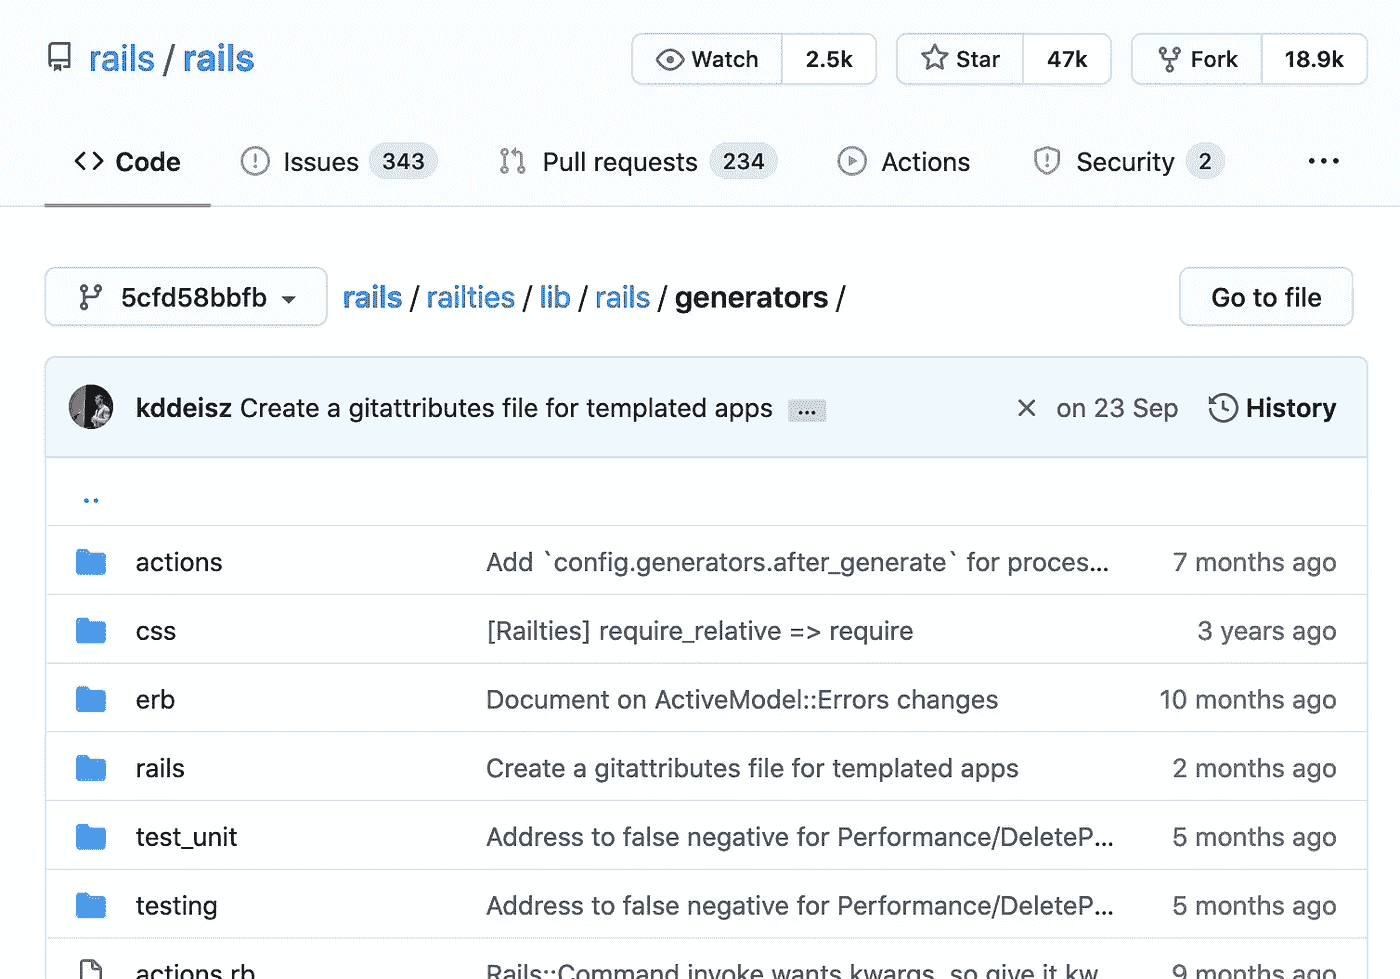 rails / rails Watch 2.5k Star 47k Fork 18.9k
Code Issues 343 Pull requests 234 Actions Security 2 ...
5cfd58bbfb rails / railties / lib / rails / generators / Go to file
kddeisz Create a gitattributes file for templated apps ... on 23 Sep History
..
actions Add `config.generators.after_generate` for proces... 7 months ago
css [Railties] require_relative => require 3 years ago
erb Document on ActiveModel::Errors changes 10 months ago
rails Create a gitattributes file for templated apps 2 months ago
test_unit Address to false negative for Performance/DeleteP... 5 months ago
testing Address to false negative for Performance/DeleteP... 5 months ago
actions.rb Rails::Command invoke wants kwargs, so give it kw... 9 months ago